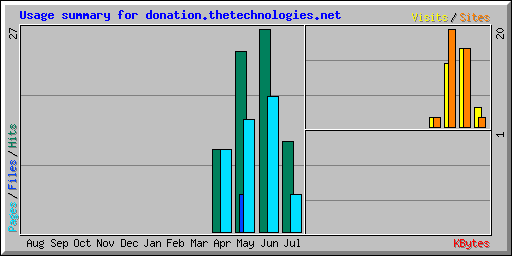 Usage summary for donation.thetechnologies.net
Visits / Sites
27
20
1
Pages / Files / Hits
Aug Sep Oct Nov Dec Jan Feb Mar Apr May Jun Jul
KBytes